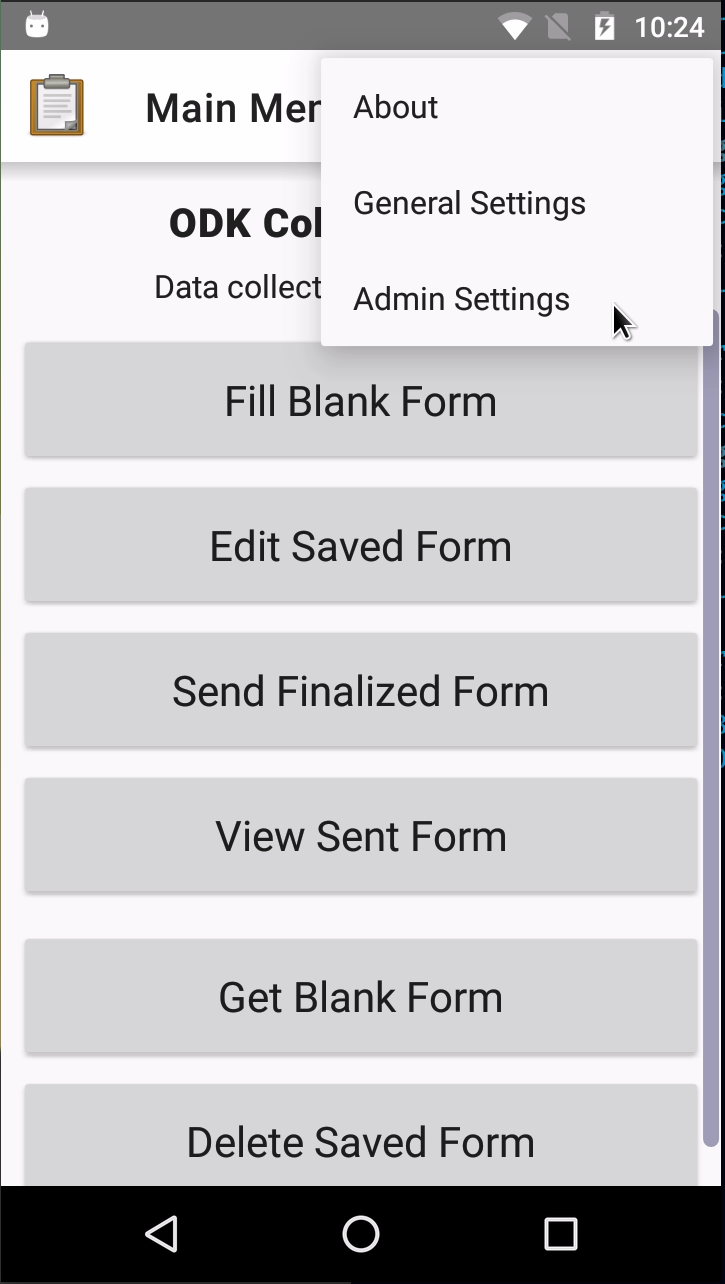 10:24
Main Men
About
General Settings
ODK Col
Data collect
Admin Settings
Fill Blank Form
Edit Saved Form
Send Finalized Form
View Sent Form
Get Blank Form
Delete Saved Form